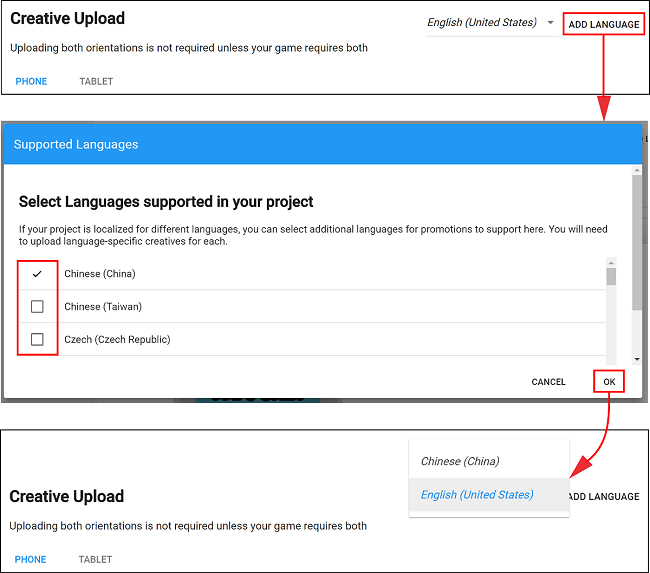 Creative Upload
English (United States)
ADD LANGUAGE
Uploading both orientations is not required unless your game requires both
PHONE TABLET
Supported Languages
Select Languages supported in your project
If your project is localized for different languages, you can select additional languages for promotions to support here. You will need
to upload language-specific creatives for each.
Chinese (China)
Chinese (Taiwan)
Czech (Czech Republic)
CANCEL OK
Chinese (China)
Creative Upload
English (United States)
ADD LANGUAGE
Uploading both orientations is not required unless your game requires both
PHONE TABLET